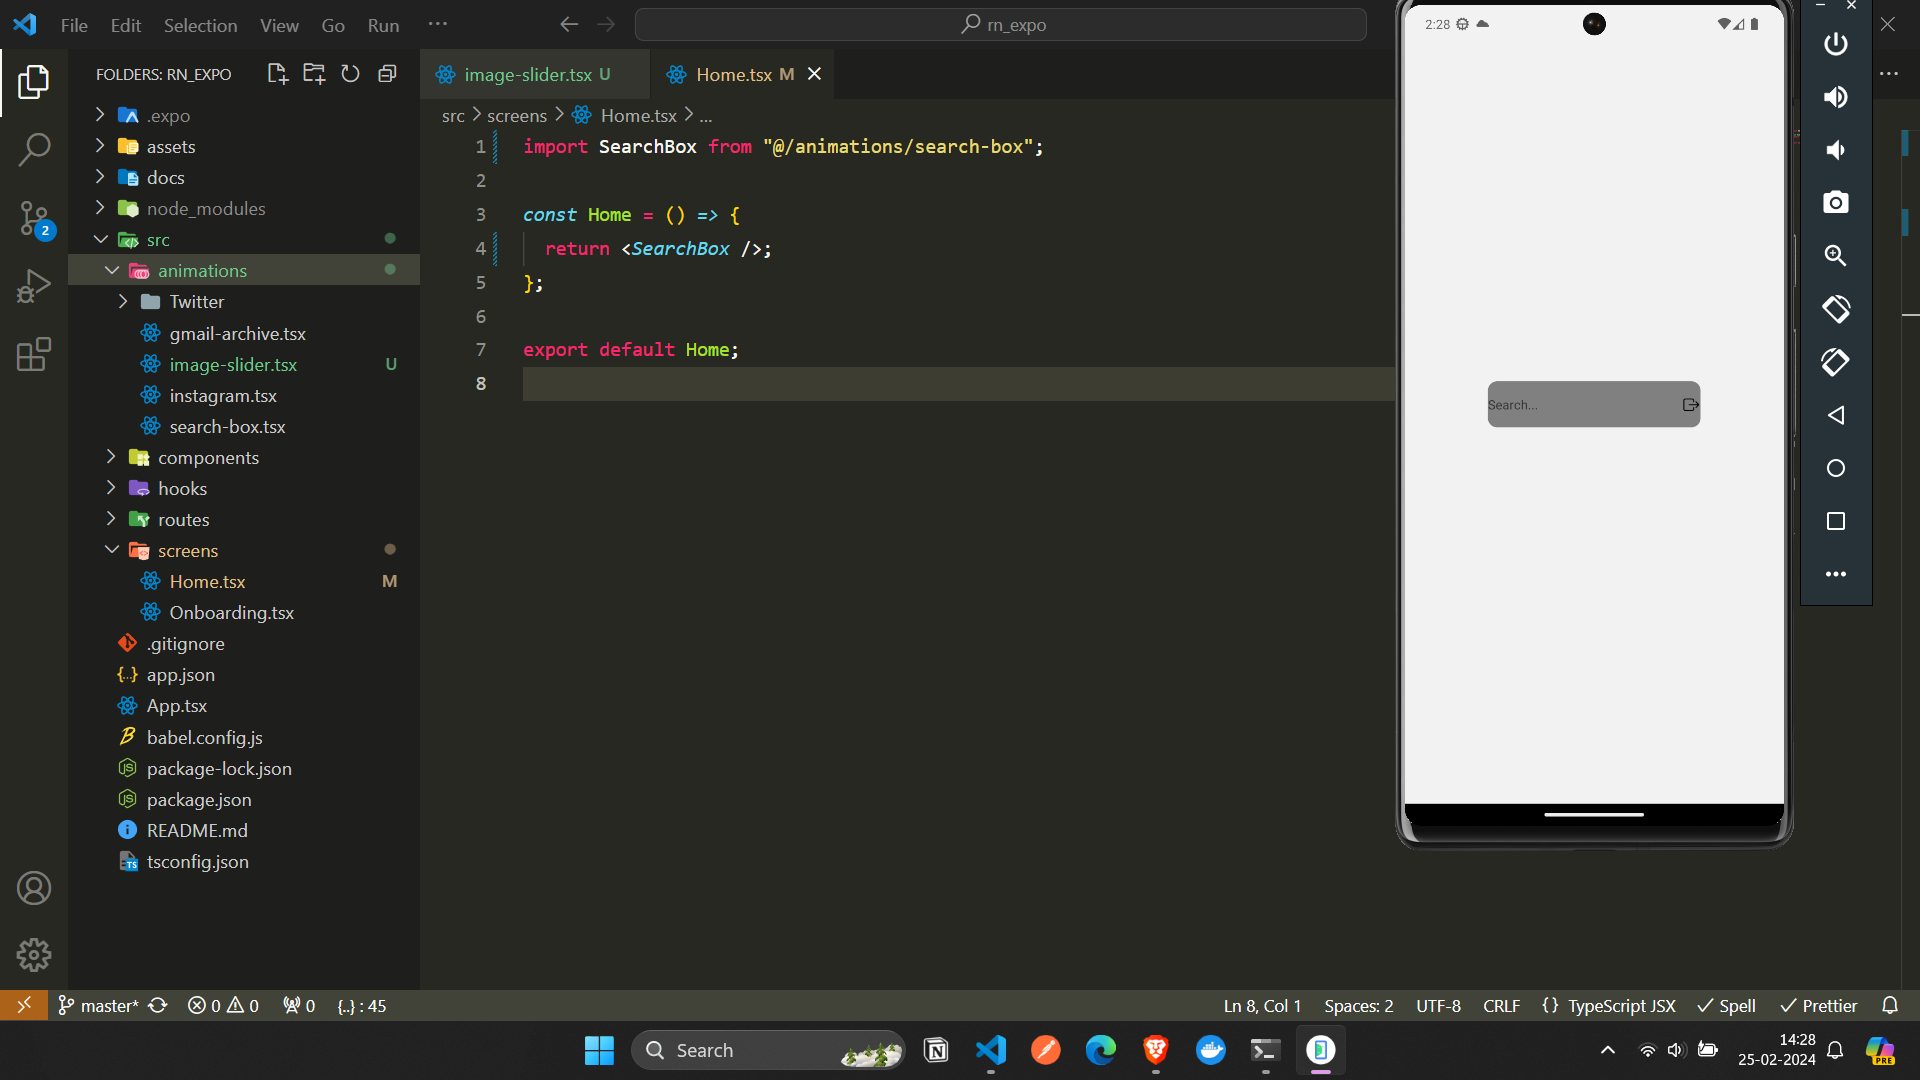 File Edit Selection View Go Run ···
rn_expo
FOLDERS: RN_EXPO
.expo
assets
docs
node_modules
src
animations
Twitter
gmail-archive.tsx
image-slider.tsx U
instagram.tsx
search-box.tsx
components
hooks
routes
screens
Home.tsx M
Onboarding.tsx
.gitignore
{..} app.json
App.tsx
babel.config.js
package-lock.json
package.json
README.md
tsconfig.json
2
image-slider.tsx U
Home.tsx M
src > screens > Home.tsx > ...
1 import SearchBox from "@/animations/search-box";
2
3 const Home = () => {
4 return <SearchBox />;
5 };
6
7 export default Home;
8
2:28
Search...
master* 0 0 0 {..} : 45
Ln 8, Col 1 Spaces: 2 UTF-8 CRLF {} TypeScript JSX Spell Prettier
Search
14:28
25-02-2024
PRE